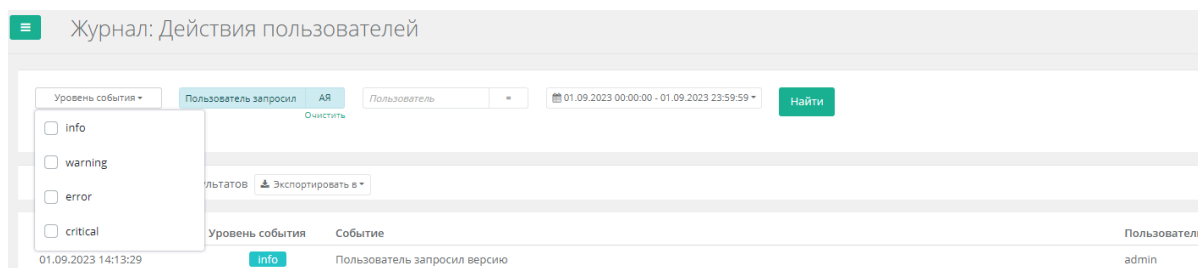 Журнал: Действия пользователей
Уровень события Пользователь запросил АЯ Пользователь = 01.09.2023 00:00:00 - 01.09.2023 23:59:59 Найти
Очистить
info
warning
error
critical
Экспортировать в
Уровень события Событие
01.09.2023 14:13:29 info Пользователь запросил версию admin